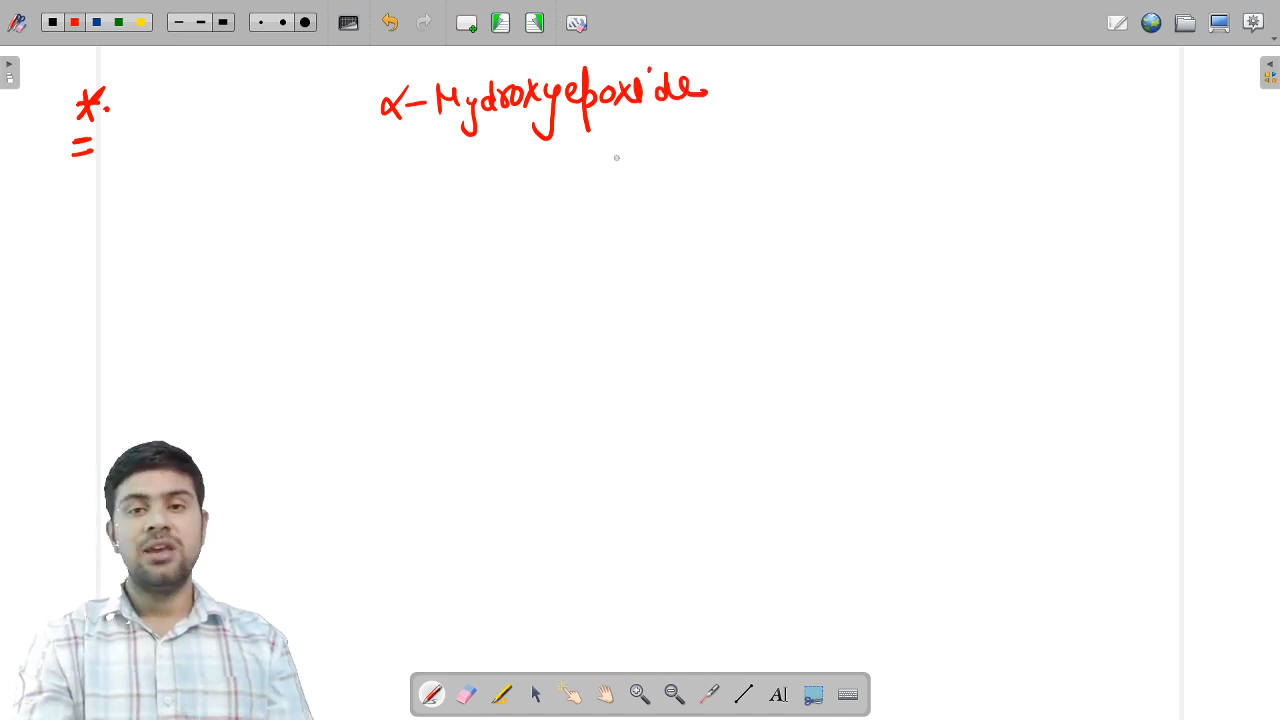 *. α-Hydroxyepoxide
=